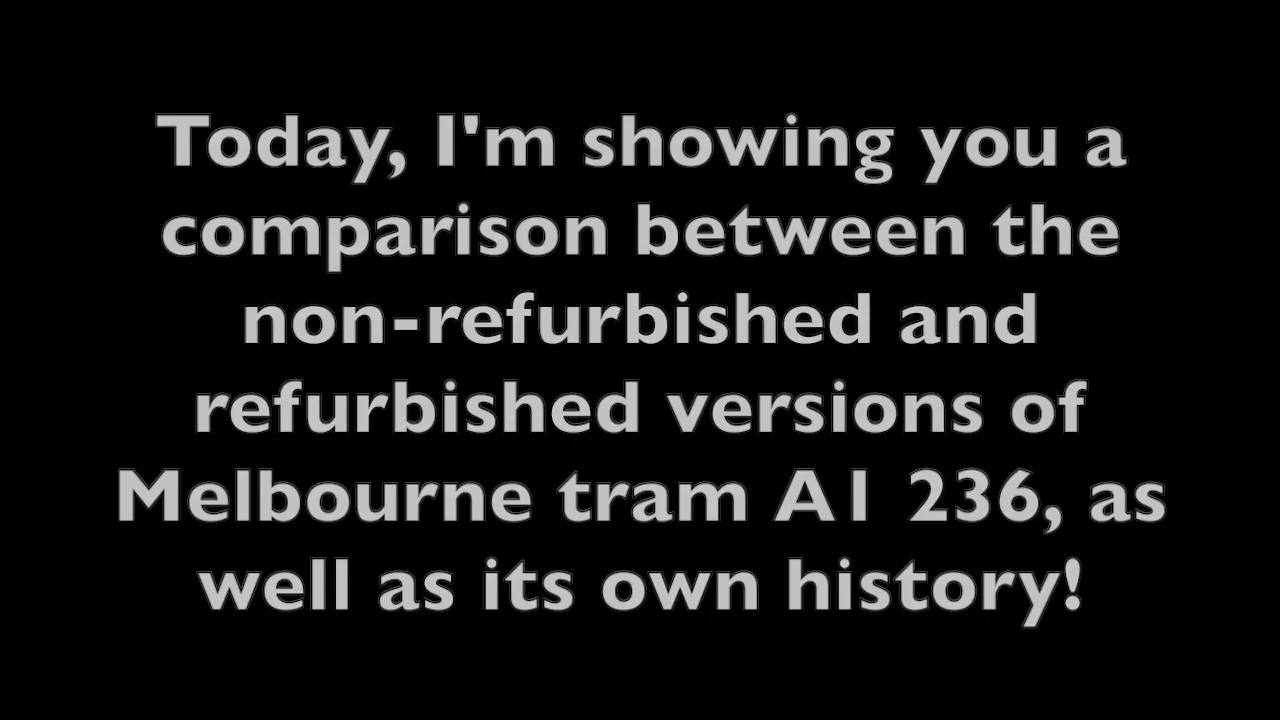 Today, I'm showing you a
comparison between the
non-refurbished and
refurbished versions of
Melbourne tram A1 236, as
well as its own history!